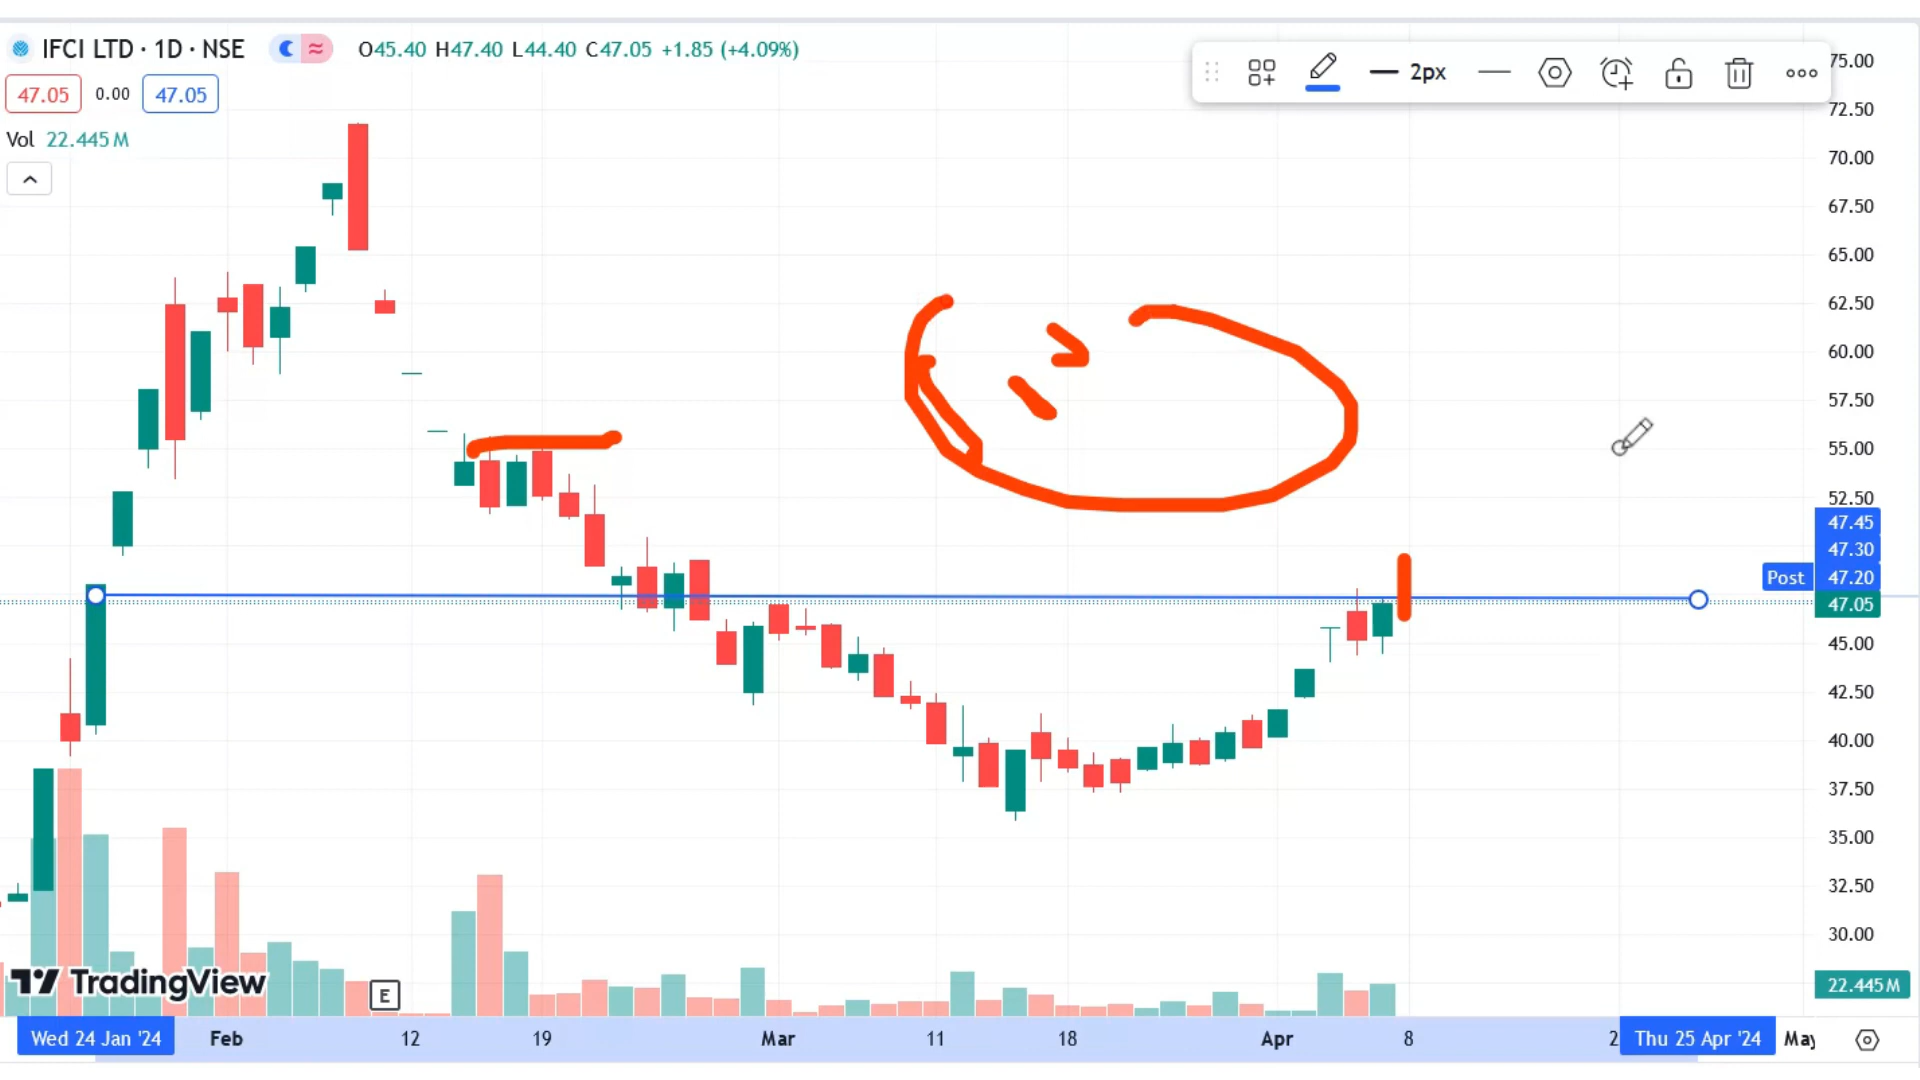 IFCI LTD · 1D · NSE O45.40 H47.40 L44.40 C47.05 +1.85 (+4.09%)
47.05 0.00 47.05
Vol 22.445 M
2px
75.00
72.50
70.00
67.50
65.00
62.50
60.00
57.50
55.00
52.50
47.45
47.30
Post 47.20
47.05
45.00
42.50
40.00
37.50
35.00
32.50
30.00
22.445 M
TradingView
E
Wed 24 Jan '24 Feb 12 19 Mar 11 18 Apr 8 2 Thu 25 Apr '24 May